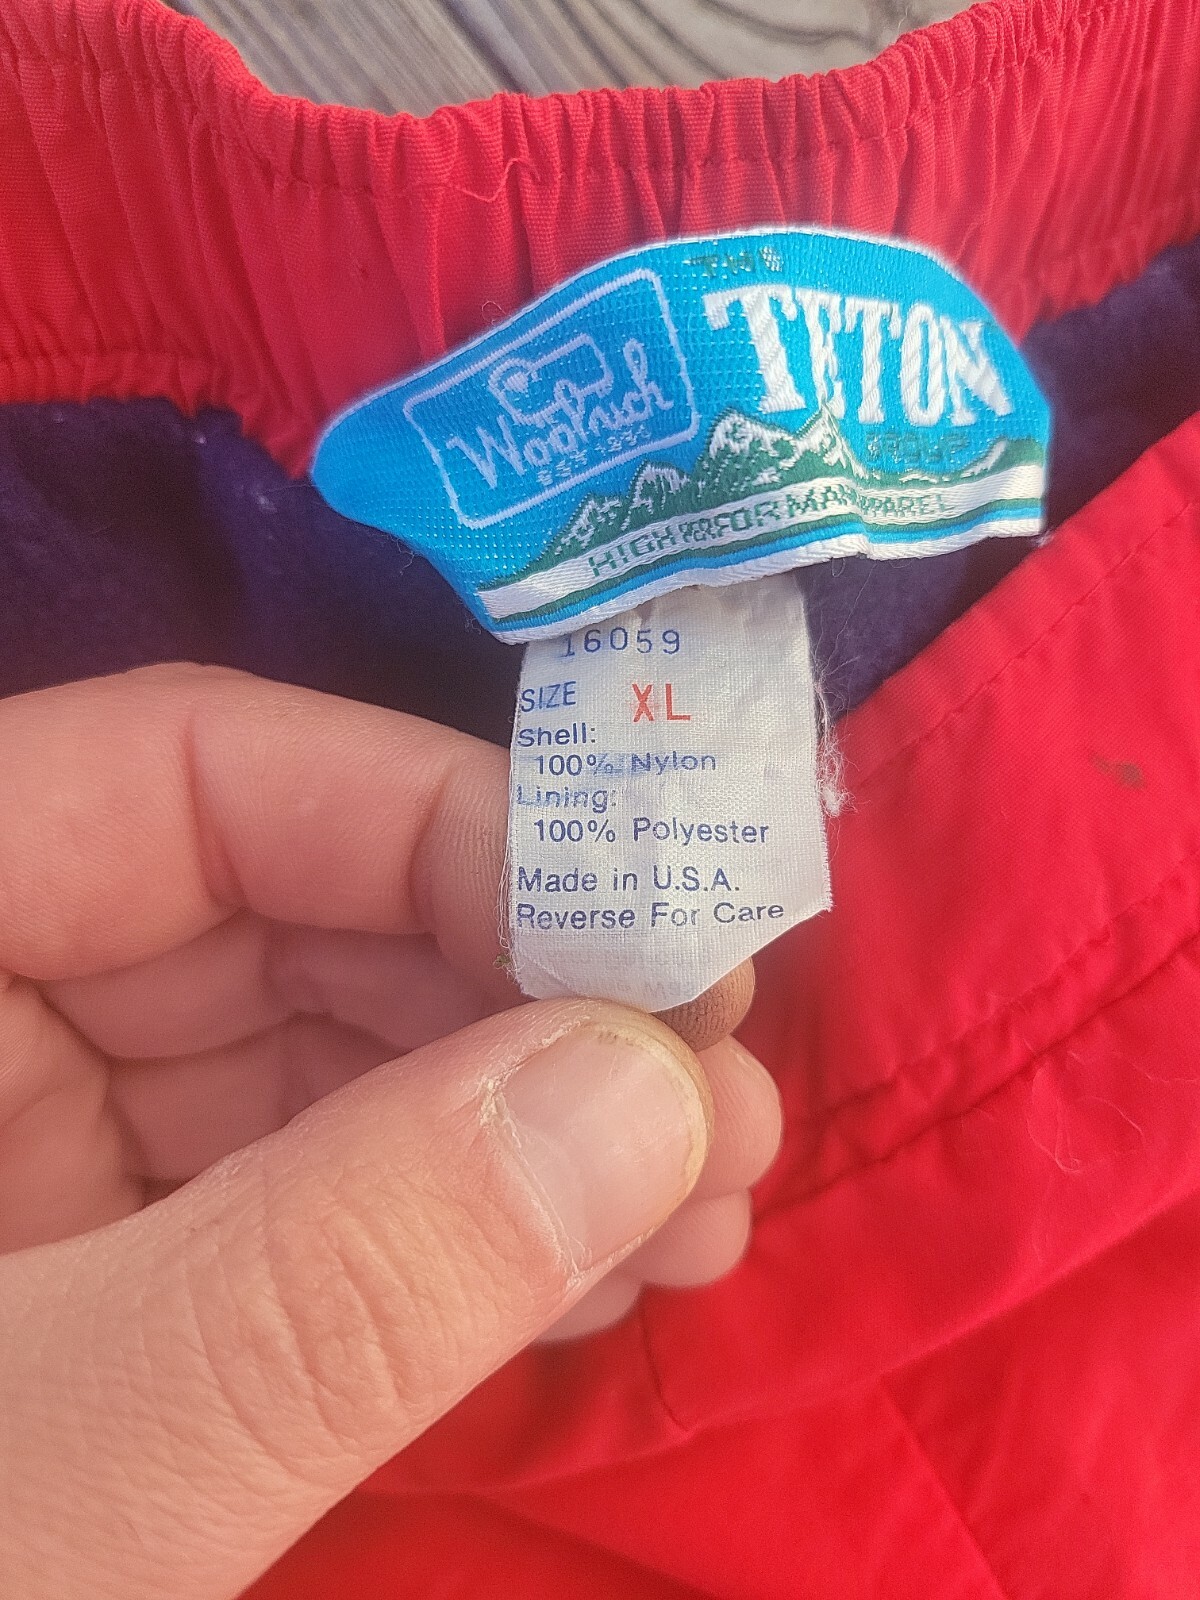 Woolrich
THE
TETON
HIGH PERFORMANCE APPAREL
16059
SIZE XL
Shell:
100% Nylon
Lining:
100% Polyester
Made in U.S.A.
Reverse For Care